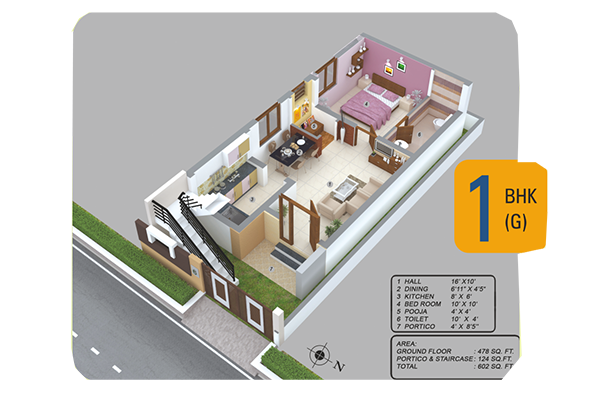 1
BHK
(G)
1 HALL 16' X10'
2 DINING 6'11" X 4'5"
3 KITCHEN 8' X 6'
4 BED ROOM 10' X 10'
5 POOJA 4' X 4'
6 TOILET 10' X 4'
7 PORTICO 4' X 8'5"
N
AREA:
GROUND FLOOR : 478 SQ. FT.
PORTICO & STAIRCASE : 124 SQ. FT.
TOTAL : 602 SQ. FT.